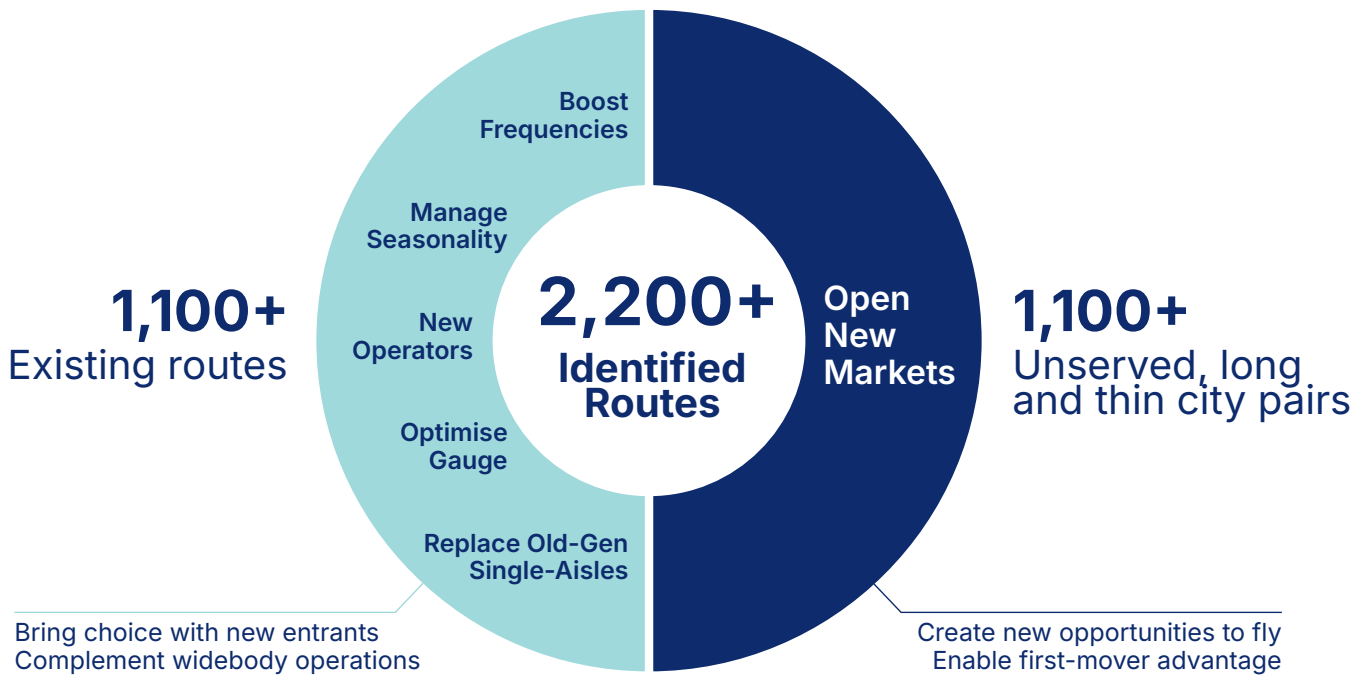 Boost
Frequencies
Manage
Seasonality
New
Operators
Optimise
Gauge
Replace Old-Gen
Single-Aisles
1,100+
Existing routes
2,200+
Identified
Routes
Open
New
Markets
1,100+
Unserved, long
and thin city pairs
Bring choice with new entrants
Complement widebody operations
Create new opportunities to fly
Enable first-mover advantage